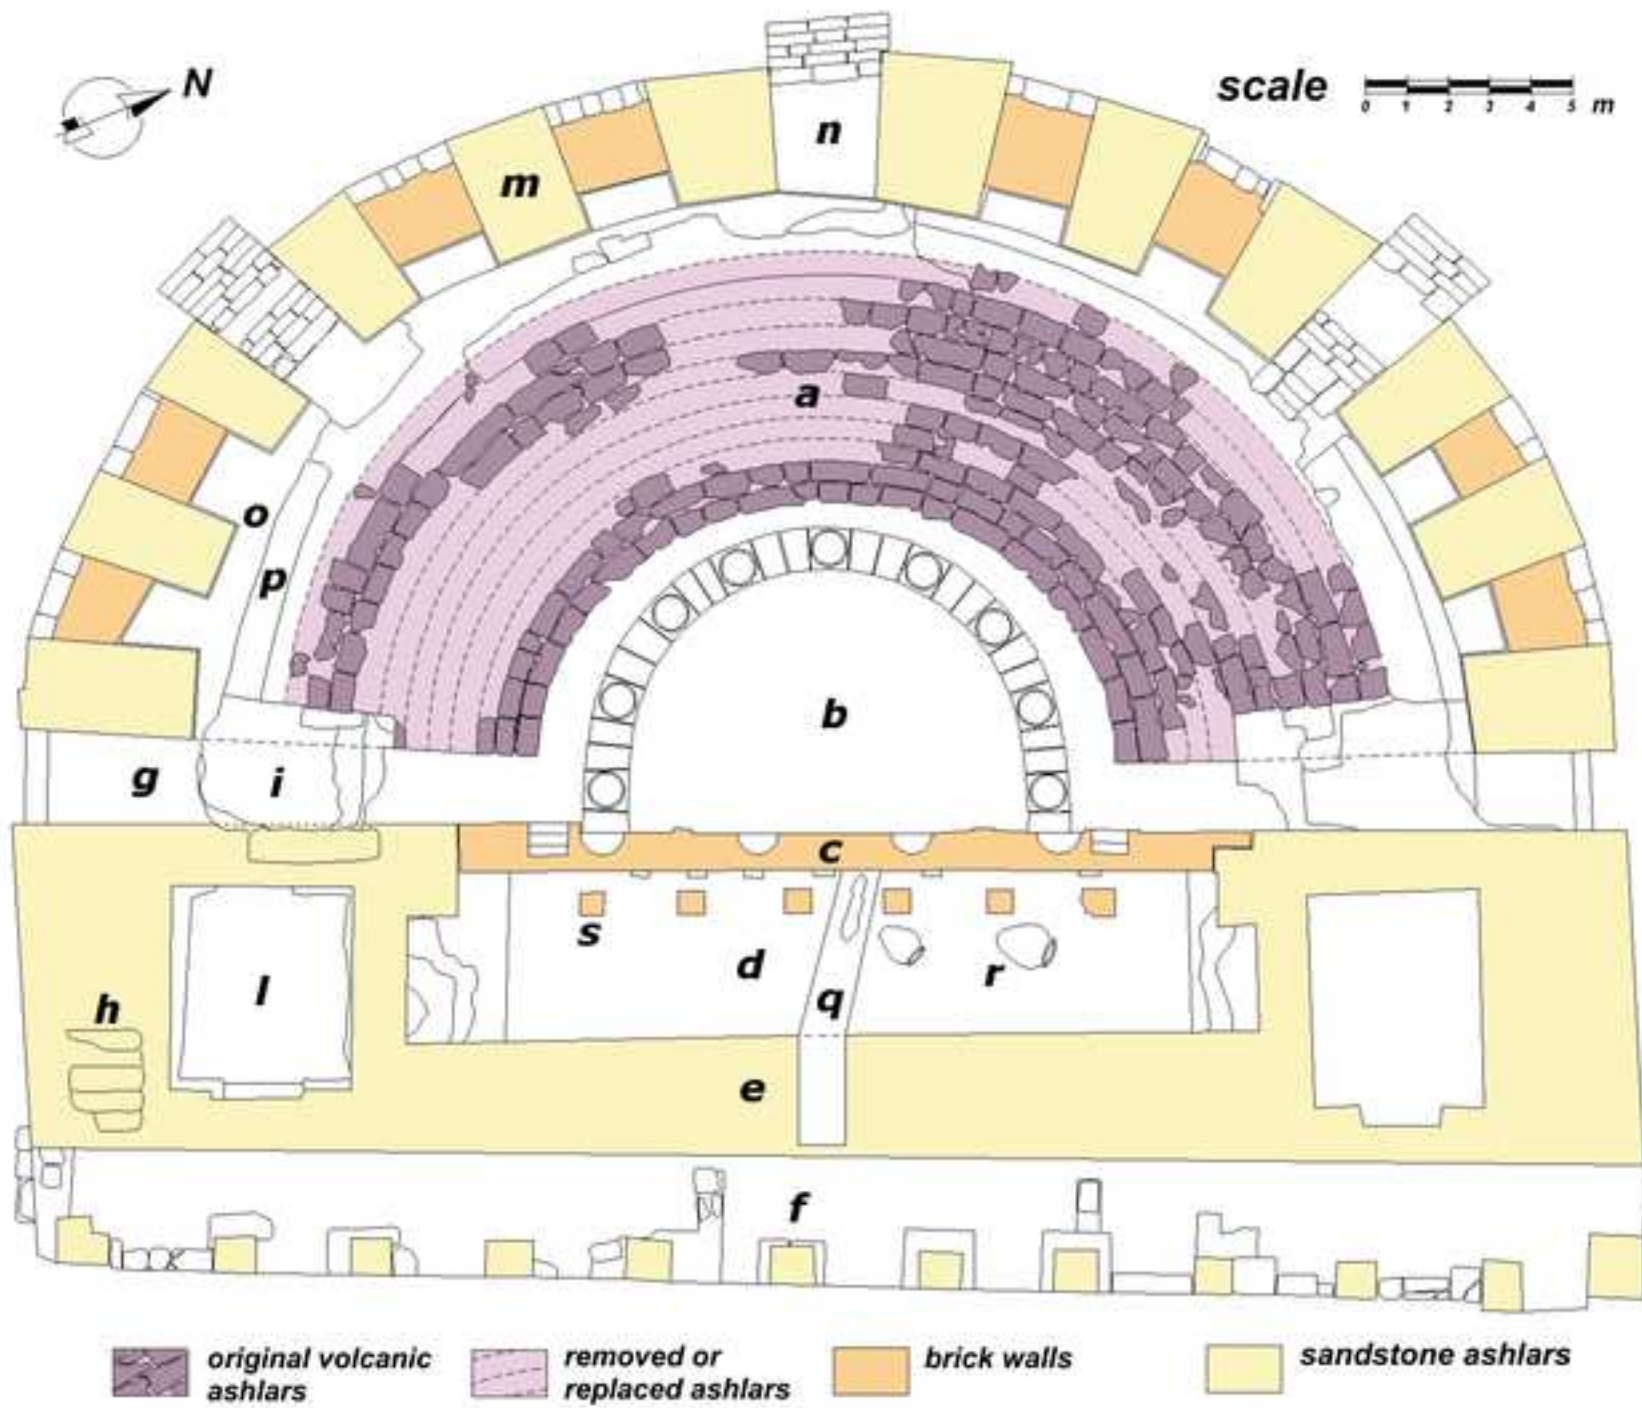 N
scale
0 1 2 3 4 5 m
n
m
a
o
p
b
g
i
c
s
d
r
l
q
h
e
f
original volcanic
ashlars
removed or
replaced ashlars
brick walls
sandstone ashlars